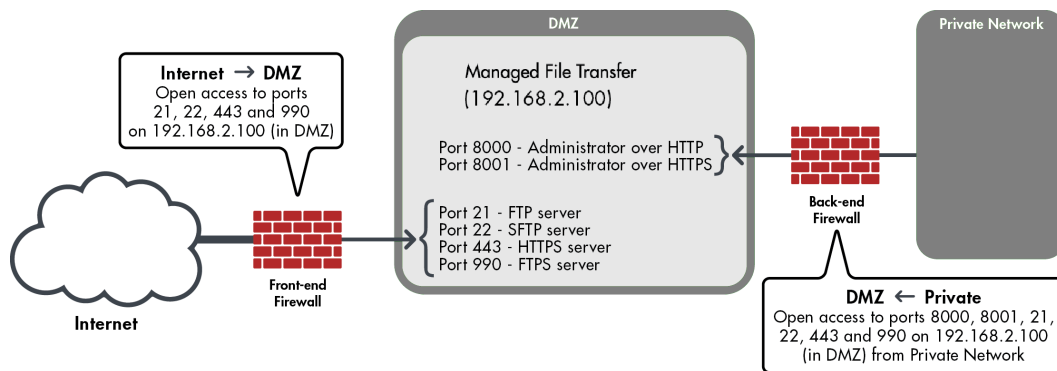 DMZ
Private Network
Internet → DMZ
Open access to ports
21, 22, 443 and 990
on 192.168.2.100 (in DMZ)
Managed File Transfer
(192.168.2.100)
Port 8000 - Administrator over HTTP
Port 8001 - Administrator over HTTPS
Port 21 - FTP server
Port 22 - SFTP server
Port 443 - HTTPS server
Port 990 - FTPS server
Front-end
Firewall
Internet
Back-end
Firewall
DMZ ← Private
Open access to ports 8000, 8001, 21,
22, 443 and 990 on 192.168.2.100
(in DMZ) from Private Network